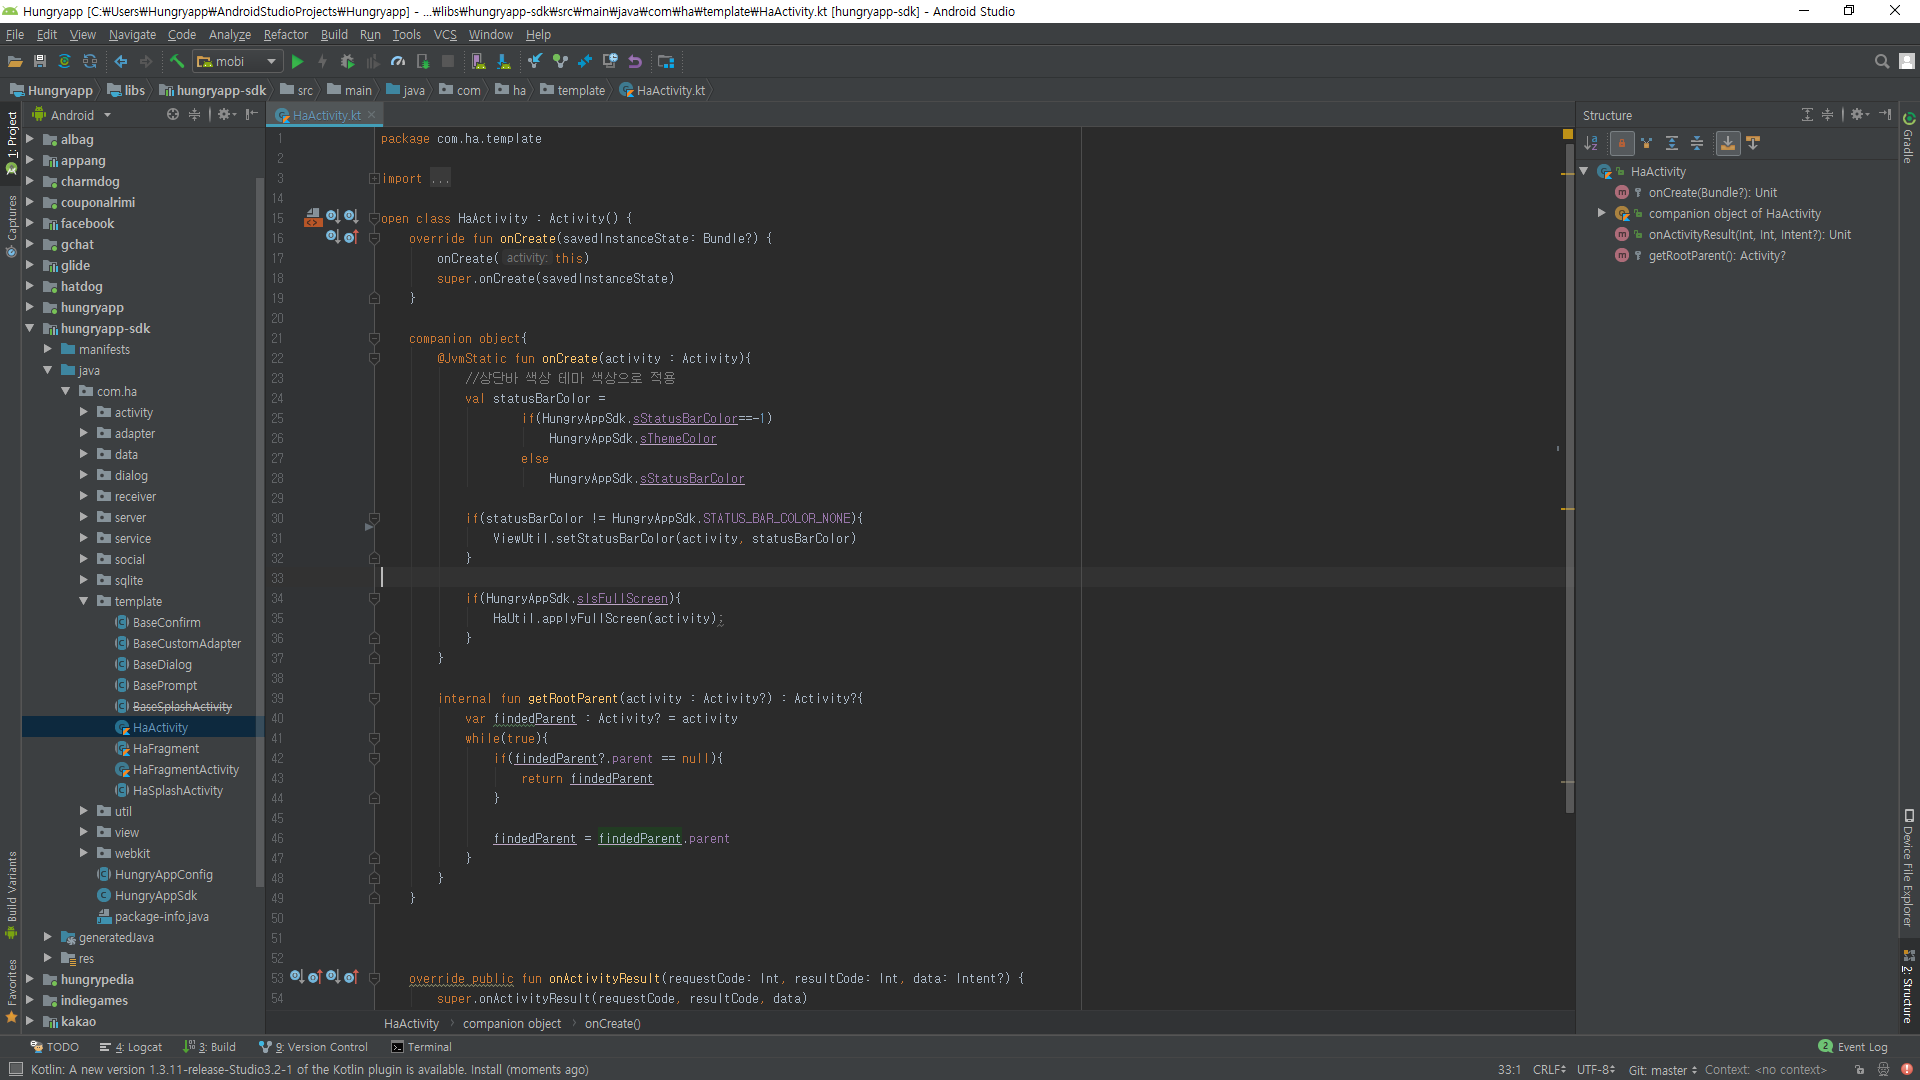 Hungryapp [C:₩Users₩Hungryapp₩AndroidStudioProjects₩Hungryapp] - ...₩libs₩hungryapp-sdk₩src₩main₩java₩com₩ha₩template₩HaActivity.kt [hungryapp-sdk] - Android Studio
File Edit View Navigate Code Analyze Refactor Build Run Tools VCS Window Help
mobi
Hungryapp libs hungryapp-sdk src main java com ha template HaActivity.kt
Android
HaActivity.kt
Structure
1: Project
Captures
Build Variants
Favorites
albag
appang
charmdog
couponalrimi
facebook
gchat
glide
hatdog
hungryapp
hungryapp-sdk
manifests
java
com.ha
activity
adapter
data
dialog
receiver
server
service
social
sqlite
template
BaseConfirm
BaseCustomAdapter
BaseDialog
BasePrompt
BaseSplashActivity
HaActivity
HaFragment
HaFragmentActivity
HaSplashActivity
util
view
webkit
HungryAppConfig
HungryAppSdk
package-info.java
generatedJava
res
hungrypedia
indiegames
kakao
1 package com.ha.template
2
3 import ...
14
15 open class HaActivity : Activity() {
16 override fun onCreate(savedInstanceState: Bundle?) {
17 onCreate( activity: this)
18 super.onCreate(savedInstanceState)
19 }
20
21 companion object{
22 @JvmStatic fun onCreate(activity : Activity){
23 //상단바 색상 테마 색상으로 적용
24 val statusBarColor =
25 if(HungryAppSdk.sStatusBarColor==-1)
26 HungryAppSdk.sThemeColor
27 else
28 HungryAppSdk.sStatusBarColor
29
30 if(statusBarColor != HungryAppSdk.STATUS_BAR_COLOR_NONE){
31 ViewUtil.setStatusBarColor(activity, statusBarColor)
32 }
33
34 if(HungryAppSdk.sIsFullScreen){
35 HaUtil.applyFullScreen(activity);
36 }
37 }
38
39 internal fun getRootParent(activity : Activity?) : Activity?{
40 var findedParent : Activity? = activity
41 while(true){
42 if(findedParent?.parent == null){
43 return findedParent
44 }
45
46 findedParent = findedParent.parent
47 }
48 }
49 }
50
51
52
53 override public fun onActivityResult(requestCode: Int, resultCode: Int, data: Intent?) {
54 super.onActivityResult(requestCode, resultCode, data)
HaActivity companion object onCreate()
HaActivity
onCreate(Bundle?): Unit
companion object of HaActivity
onActivityResult(Int, Int, Intent?): Unit
getRootParent(): Activity?
Gradle
Device File Explorer
2: Structure
TODO 4: Logcat 3: Build 9: Version Control Terminal 2 Event Log
Kotlin: A new version 1.3.11-release-Studio3.2-1 of the Kotlin plugin is available. Install (moments ago) 33:1 CRLF UTF-8 Git: master Context: <no context>